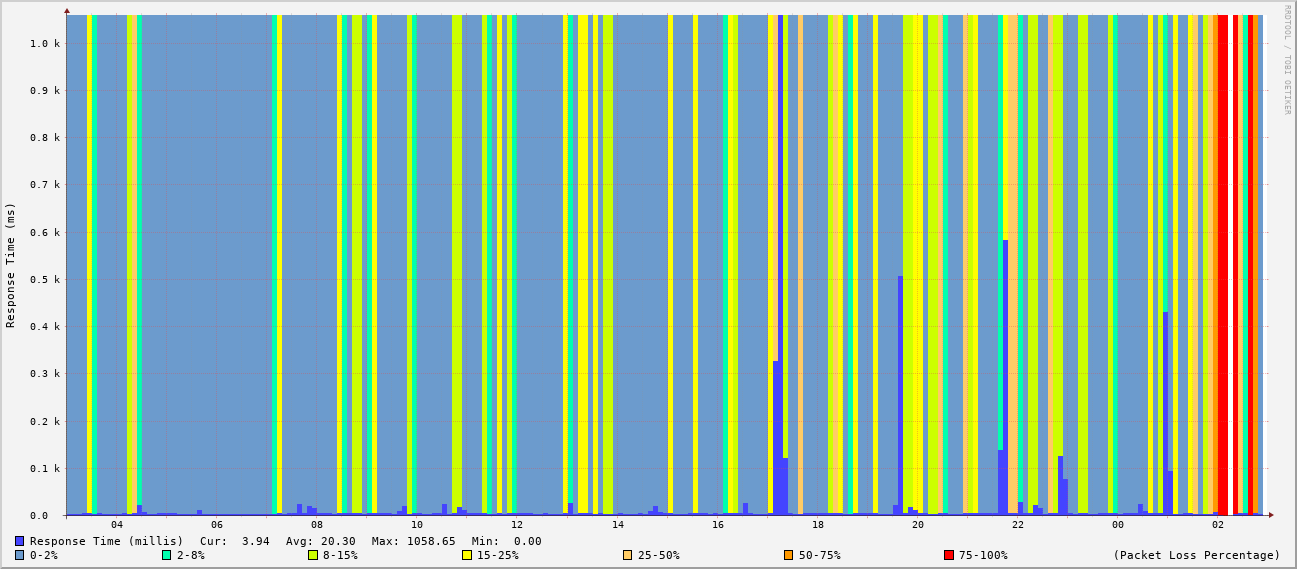 RRDTOOL / TOBI OETIKER
Response Time (ms)
1.0 k
0.9 k
0.8 k
0.7 k
0.6 k
0.5 k
0.4 k
0.3 k
0.2 k
0.1 k
0.0
04 06 08 10 12 14 16 18 20 22 00 02
Response Time (millis) Cur: 3.94 Avg: 20.30 Max: 1058.65 Min: 0.00
0-2% 2-8% 8-15% 15-25% 25-50% 50-75% 75-100% (Packet Loss Percentage)